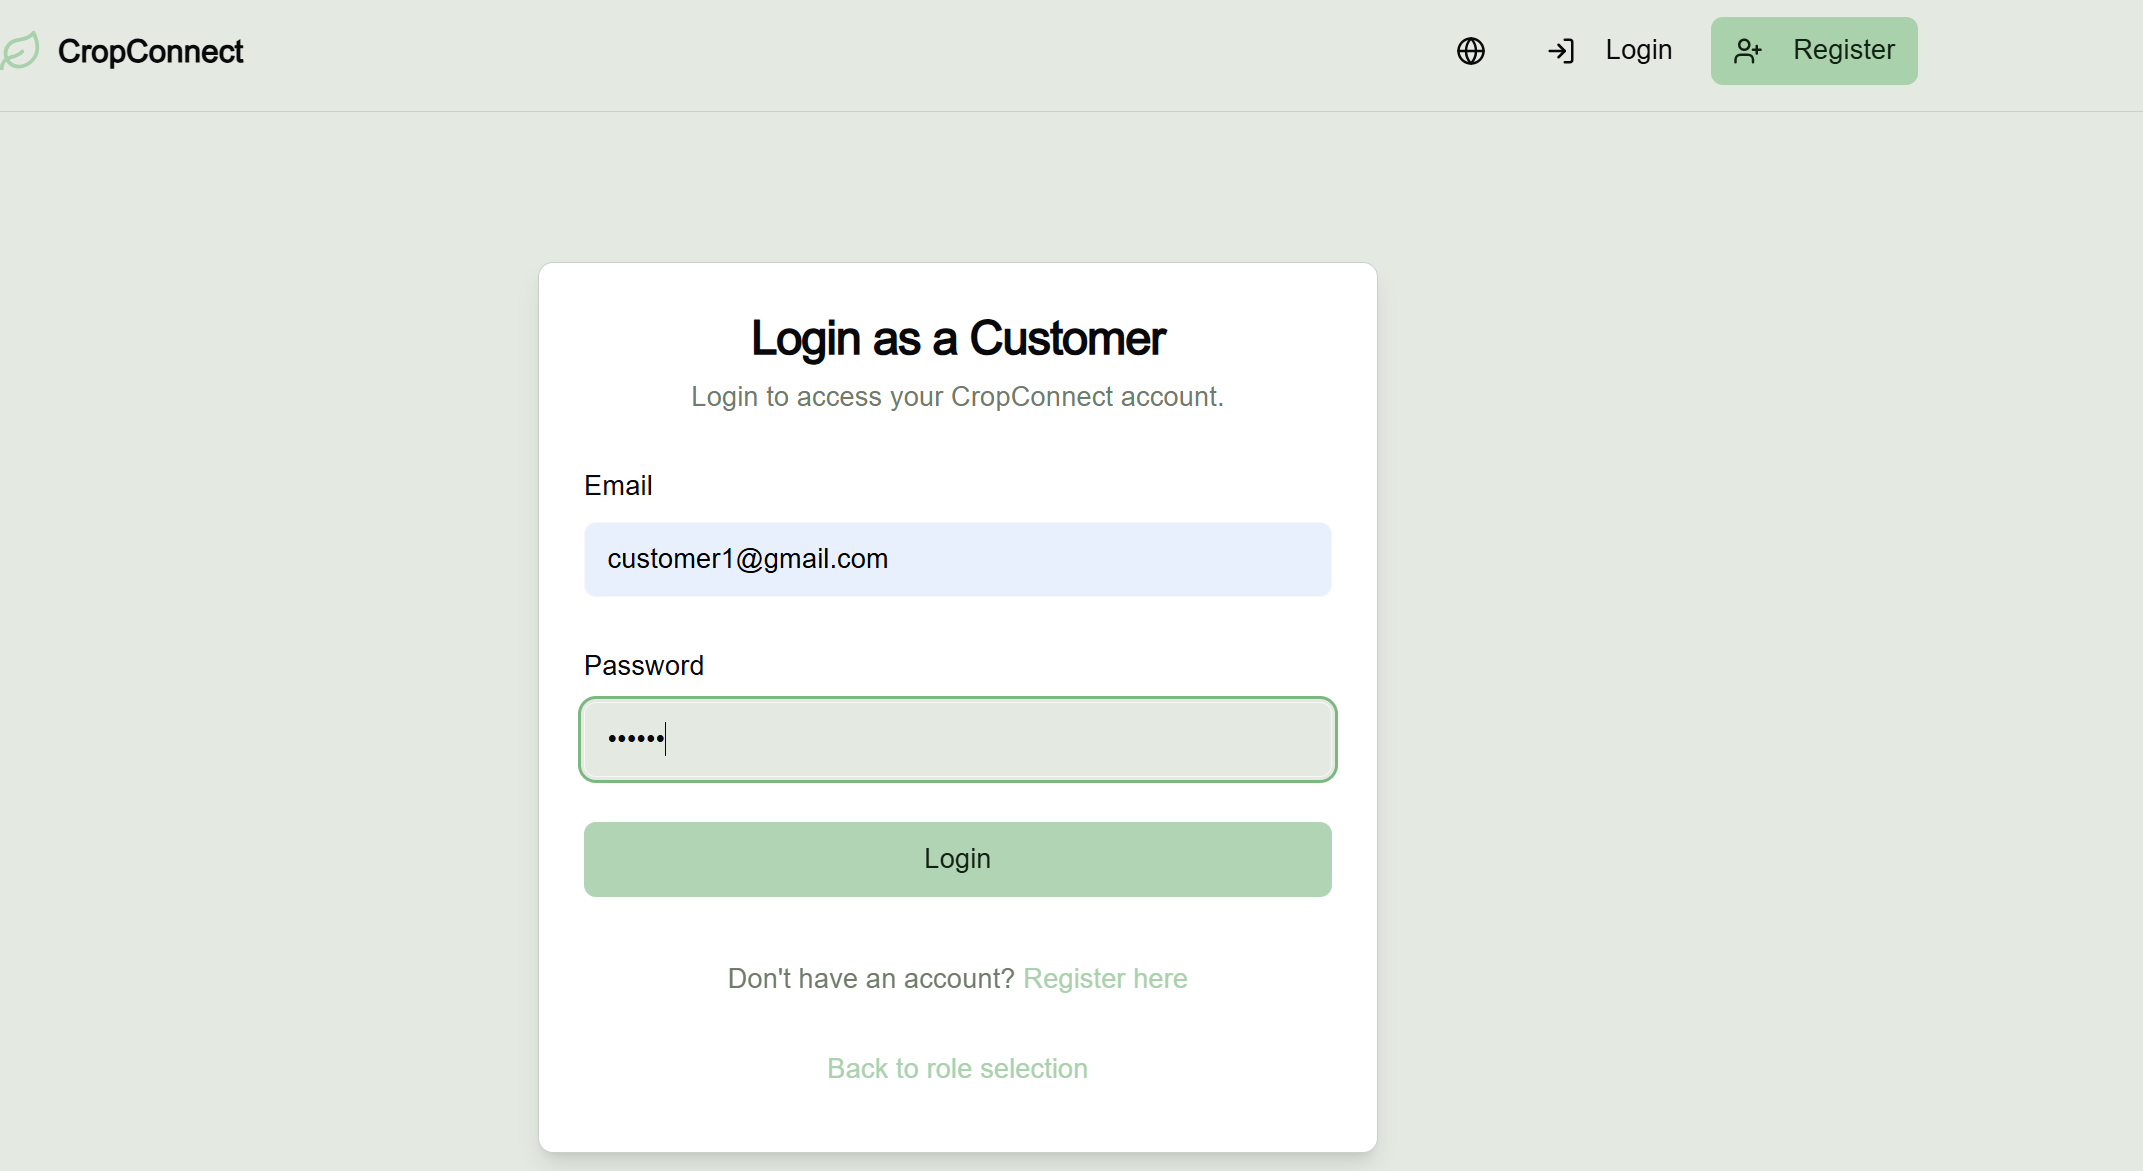 CropConnect
Login
Register
Login as a Customer
Login to access your CropConnect account.
Email
customer1@gmail.com
Password
••••••
Login
Don't have an account? Register here
Back to role selection